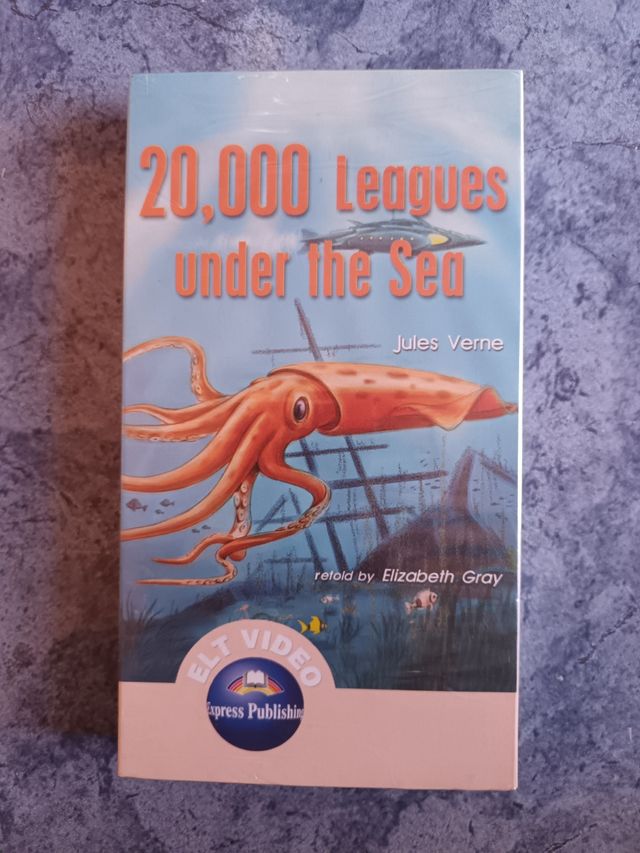 20,000 Leagues
under the Sea
Jules Verne
retold by Elizabeth Gray
ELT VIDEO
Express Publishing